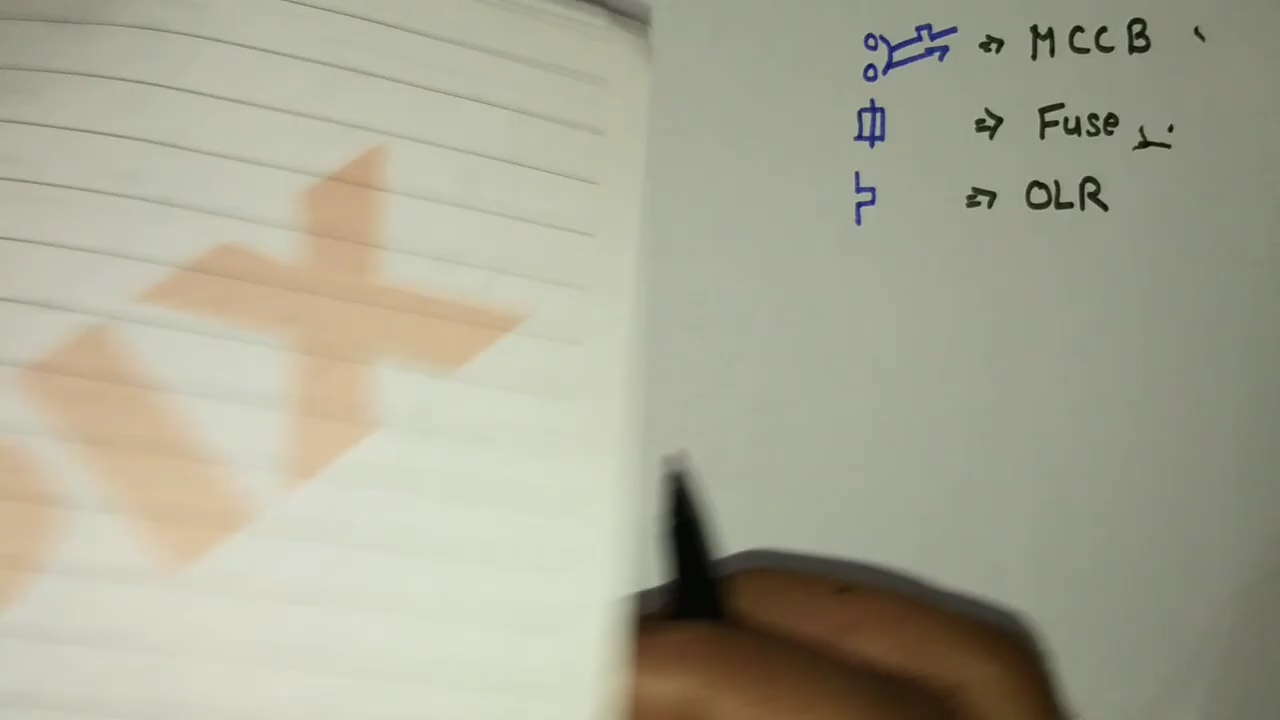 ⇒ MCCB
⇒ Fuse
⇒ OLR